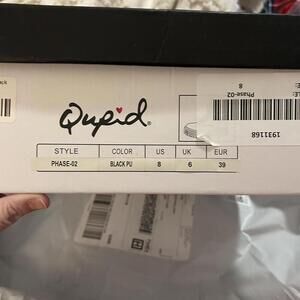 Qupid®
STYLE COLOR US UK EUR
PHASE-02 BLACK PU 8 6 39
Phase-02
8
1931168